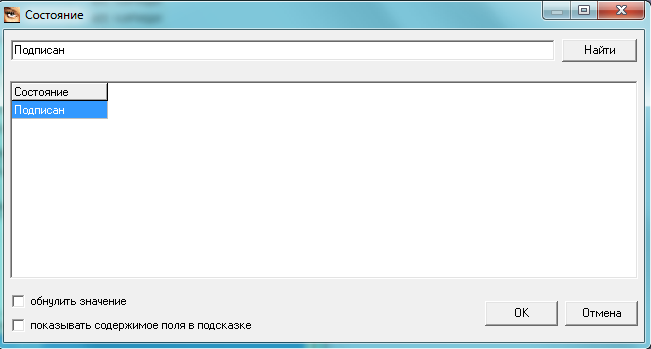 Состояние
Подписан
Найти
Состояние
Подписан
обнулить значение
показывать содержимое поля в подсказке
OK
Отмена